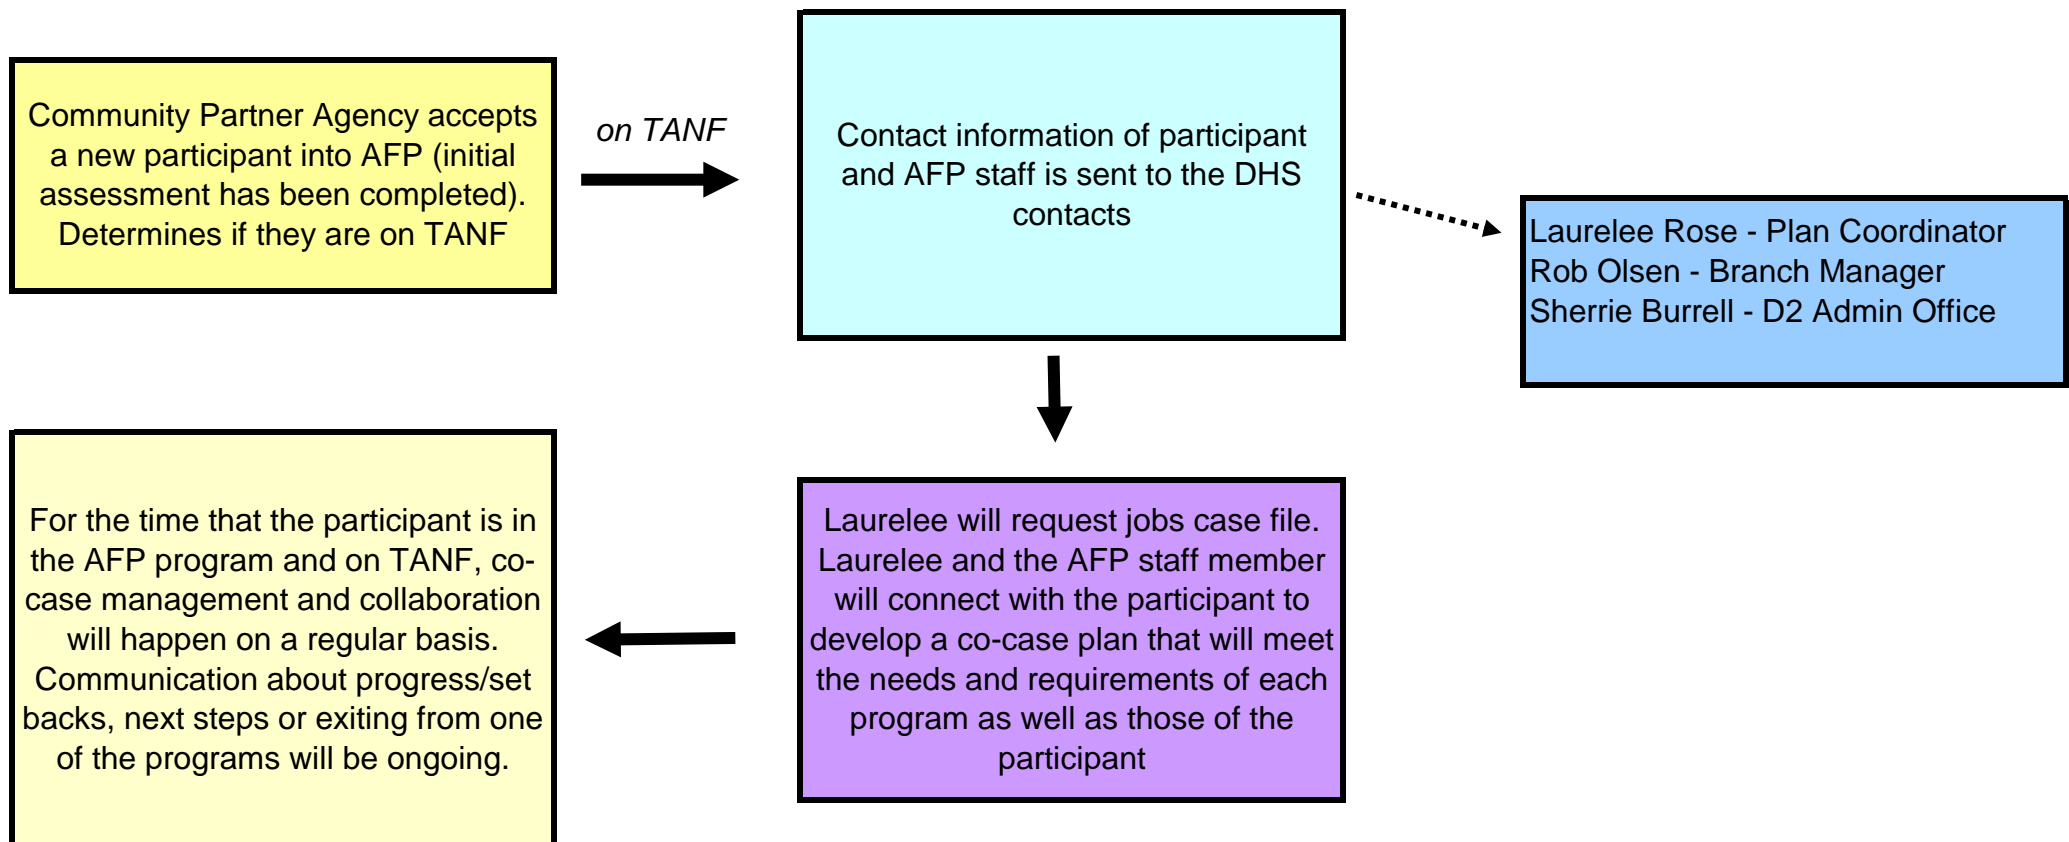 Community Partner Agency accepts
a new participant into AFP (initial
assessment has been completed).
Determines if they are on TANF
on TANF
Contact information of participant
and AFP staff is sent to the DHS
contacts
Laurelee Rose - Plan Coordinator
Rob Olsen - Branch Manager
Sherrie Burrell - D2 Admin Office
Laurelee will request jobs case file.
Laurelee and the AFP staff member
will connect with the participant to
develop a co-case plan that will meet
the needs and requirements of each
program as well as those of the
participant
For the time that the participant is in
the AFP program and on TANF, co-
case management and collaboration
will happen on a regular basis.
Communication about progress/set
backs, next steps or exiting from one
of the programs will be ongoing.